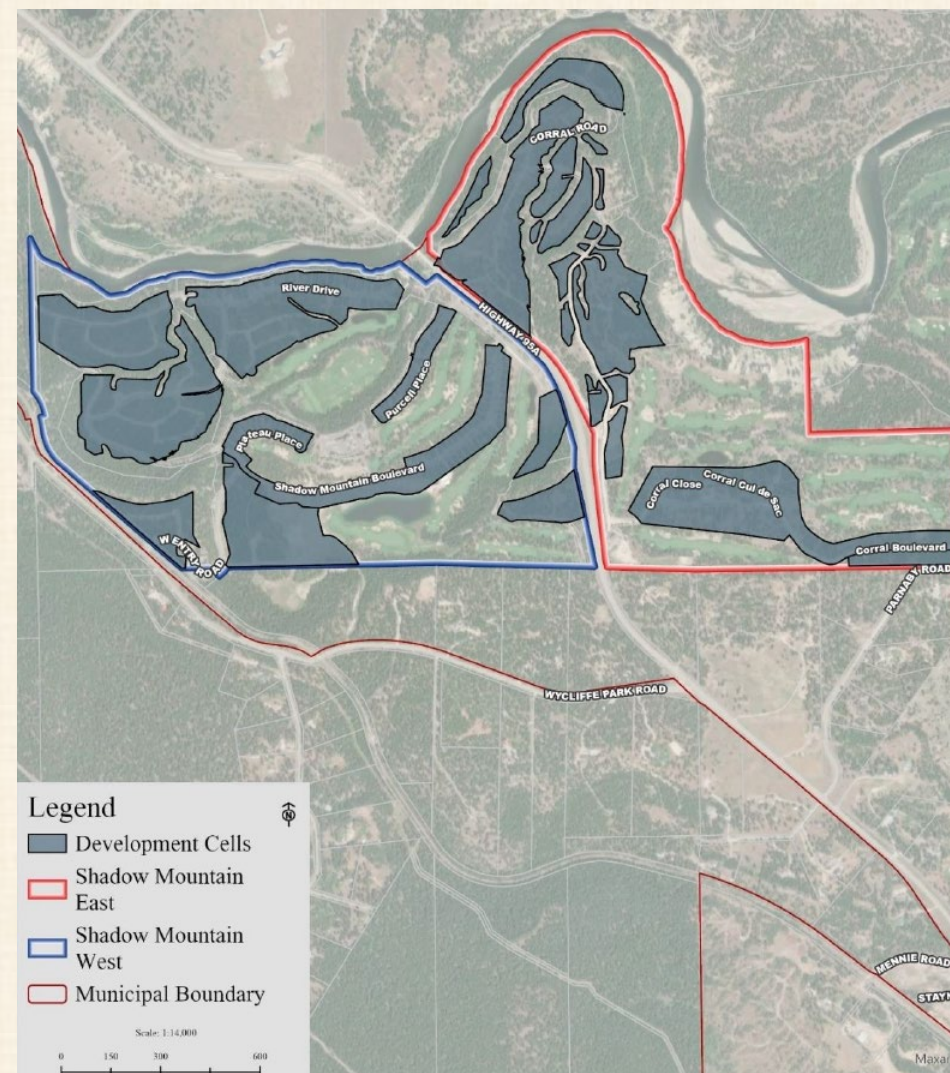 CORRAL ROAD
River Drive
HIGHWAY 95A
Purcell Place
Plateau Place
Shadow Mountain Boulevard
Corral Close
Corral Cul de Sac
W ENTRY ROAD
Corral Boulevard
PARNABY ROAD
WYCLIFFE PARK ROAD
Legend
N
Development Cells
Shadow Mountain
East
Shadow Mountain
West
Municipal Boundary
Scale: 1:14,000
0 150 300 600
MENNIE ROAD
STAYN
Maxar